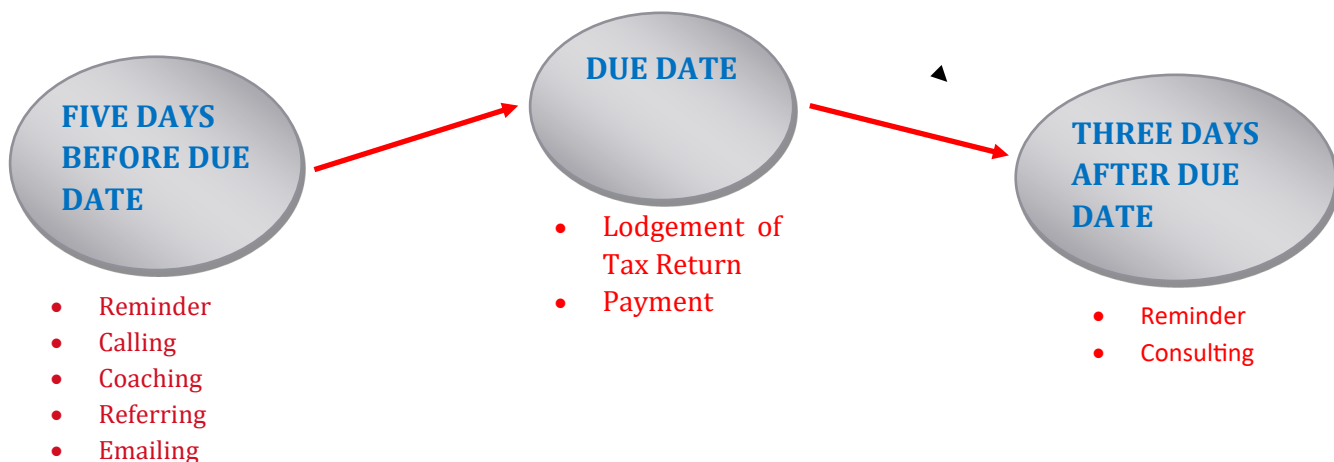 FIVE DAYS
BEFORE DUE
DATE
• Reminder
• Calling
• Coaching
• Referring
• Emailing
DUE DATE
• Lodgement of
Tax Return
• Payment
THREE DAYS
AFTER DUE
DATE
• Reminder
• Consulting